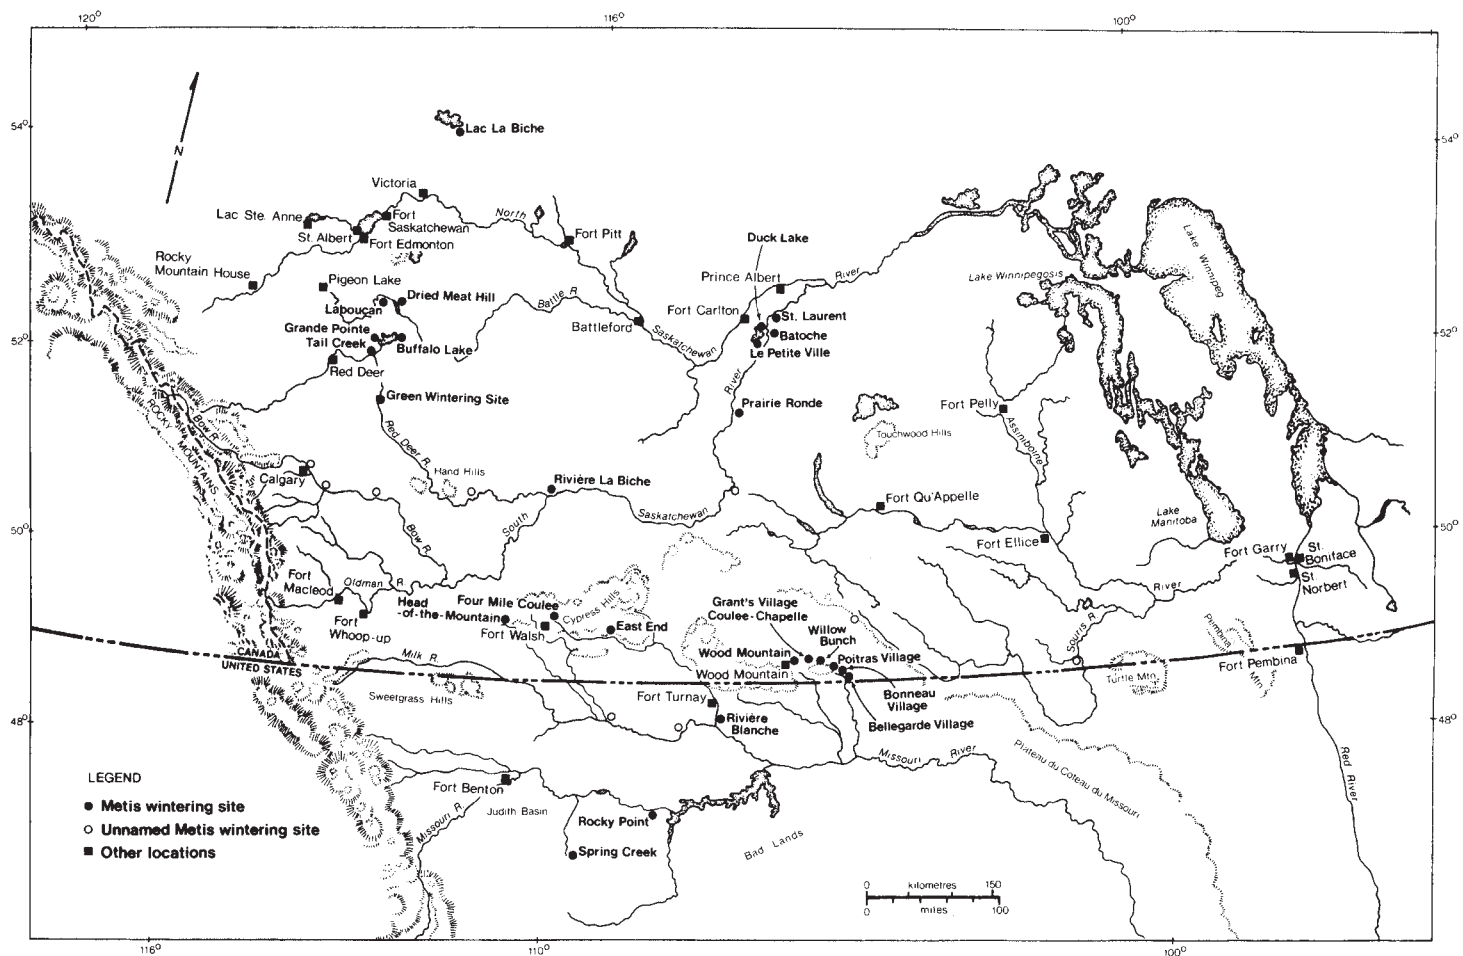 120°
116°
100°
54°
54°
Lac La Biche
N
Victoria
Lac Ste. Anne
Fort
Saskatchewan
North
St. Albert
Fort Edmonton
Fort Pitt
Duck Lake
Lake Winnipeg
Rocky
Mountain House
Pigeon Lake
Prince Albert
River
Lake Winnipegosis
Dried Meat Hill
Laboucan
Battle R.
Fort Carlton
St. Laurent
Battleford
Saskatchewan
Grande Pointe
Batoche
52°
52°
Tail Creek
Buffalo Lake
Le Petite Ville
Red Deer
River
Green Wintering Site
Prairie Ronde
Fort Pelly
ROCKY MOUNTAINS
Bow R.
Red Deer R.
Touchwood Hills
Assiniboine
Hand Hills
Calgary
Rivière La Biche
Fort Qu'Appelle
South
Saskatchewan
Lake
Manitoba
50°
50°
Bow R.
Fort Ellice
Fort Garry
St.
Boniface
Fort
Macleod
Oldman R.
River
St.
Norbert
Head
-of-the-Mountain
Four Mile Coulee
Cypress Hills
Grant's Village
Coulee-Chapelle
Fort
Whoop-up
Fort Walsh
East End
Willow
Bunch
Souris R.
Pembina
Mtn.
CANADA
UNITED STATES
Milk R.
Wood Mountain
Poitras Village
Wood Mountain
Fort Pembina
Turtle Mtn.
Sweetgrass Hills
Fort Turnay
Bonneau
Village
48°
48°
Rivière
Blanche
Bellegarde Village
Missouri River
Plateau du Coteau du Missouri
Red River
LEGEND
Fort Benton
Metis wintering site
Missouri R.
Judith Basin
Unnamed Metis wintering site
Rocky Point
Bad Lands
Other locations
Spring Creek
0 kilometres 150
0 miles 100
116°
110°
100°